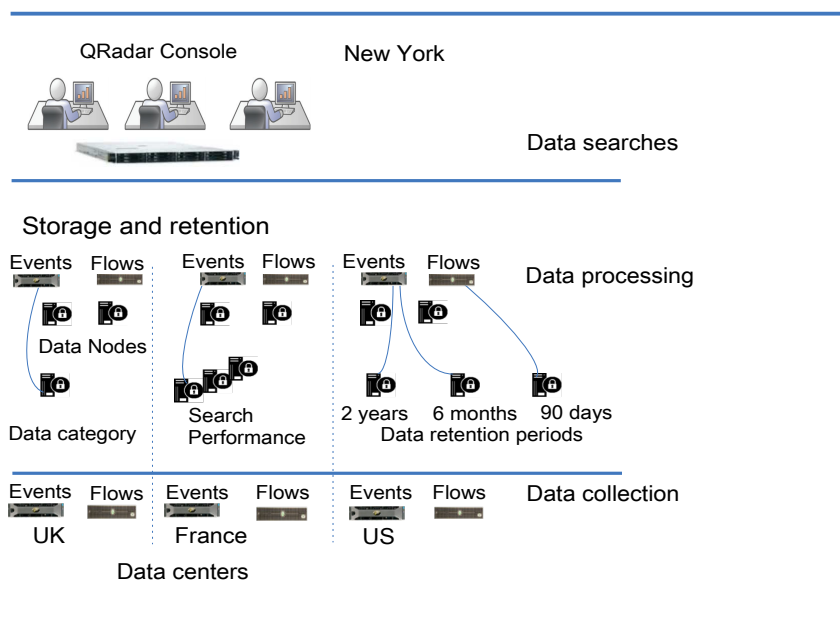 QRadar Console
New York
Data searches
Storage and retention
Events Flows Events Flows Events Flows
Data processing
Data Nodes
Data category
Search
Performance
2 years 6 months 90 days
Data retention periods
Events Flows Events Flows Events Flows
Data collection
UK France US
Data centers